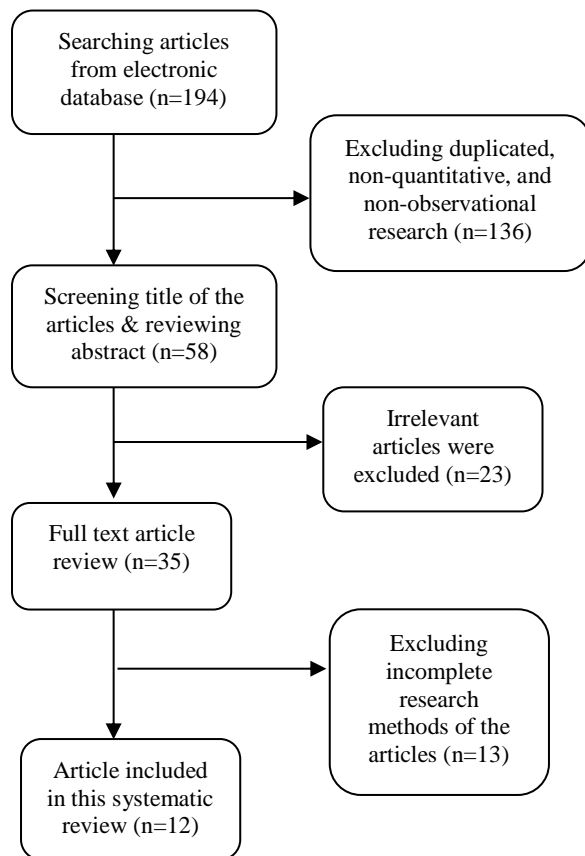 Searching articles
from electronic
database (n=194)
Excluding duplicated,
non-quantitative, and
non-observational
research (n=136)
Screening title of the
articles & reviewing
abstract (n=58)
Irrelevant
articles were
excluded (n=23)
Full text article
review (n=35)
Excluding
incomplete
research
methods of the
articles (n=13)
Article included
in this systematic
review (n=12)